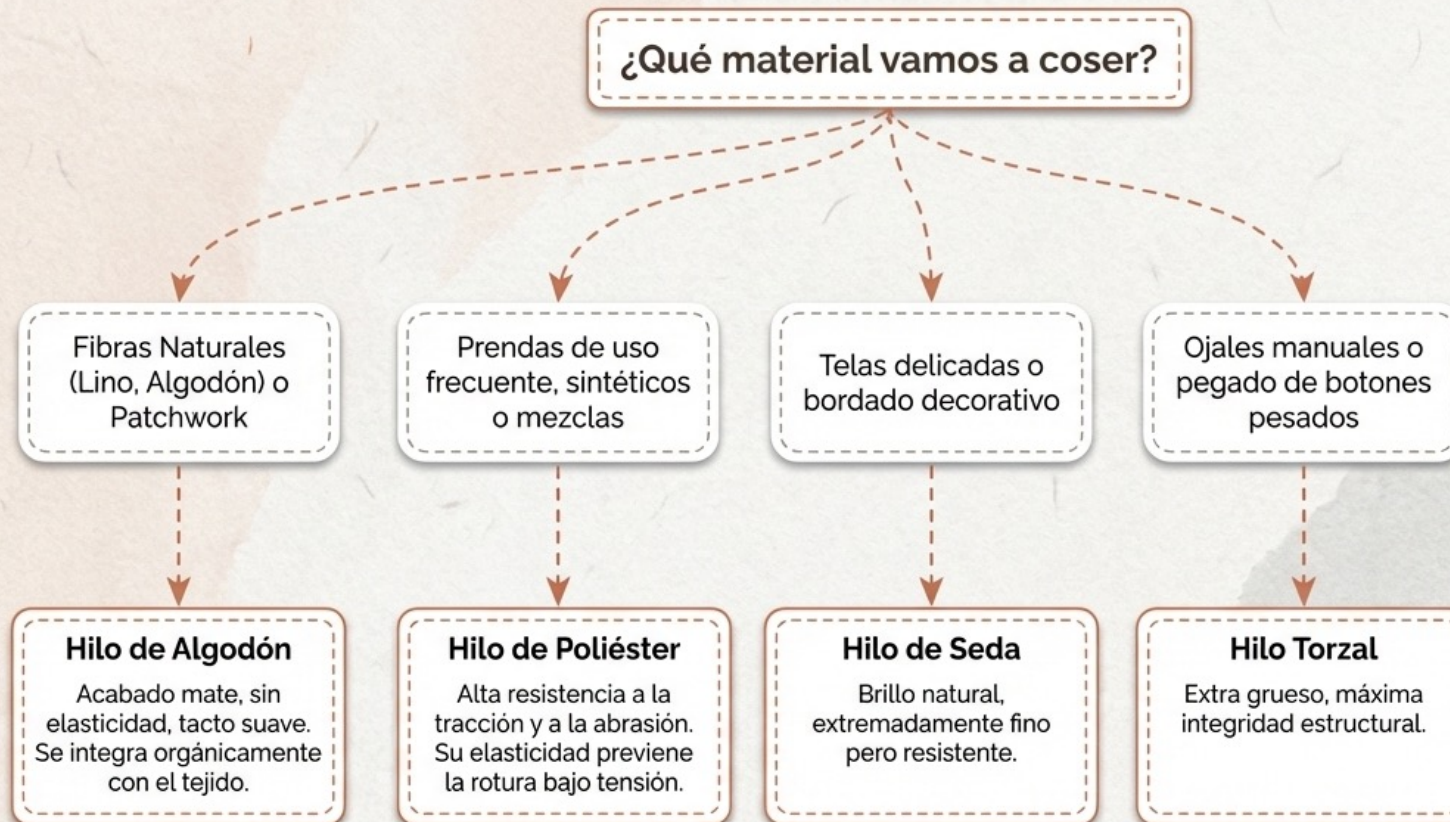 ¿Qué material vamos a coser?
Fibras Naturales
(Lino, Algodón) o
Patchwork
Prendas de uso
frecuente, sintéticos
o mezclas
Telas delicadas o
bordado decorativo
Ojales manuales o
pegado de botones
pesados
Hilo de Algodón
Acabado mate, sin
elasticidad, tacto suave.
Se integra orgánicamente
con el tejido.
Hilo de Poliéster
Alta resistencia a la
tracción y a la abrasión.
Su elasticidad previene
la rotura bajo tensión.
Hilo de Seda
Brillo natural,
extremadamente fino
pero resistente.
Hilo Torzal
Extra grueso, máxima
integridad estructural.